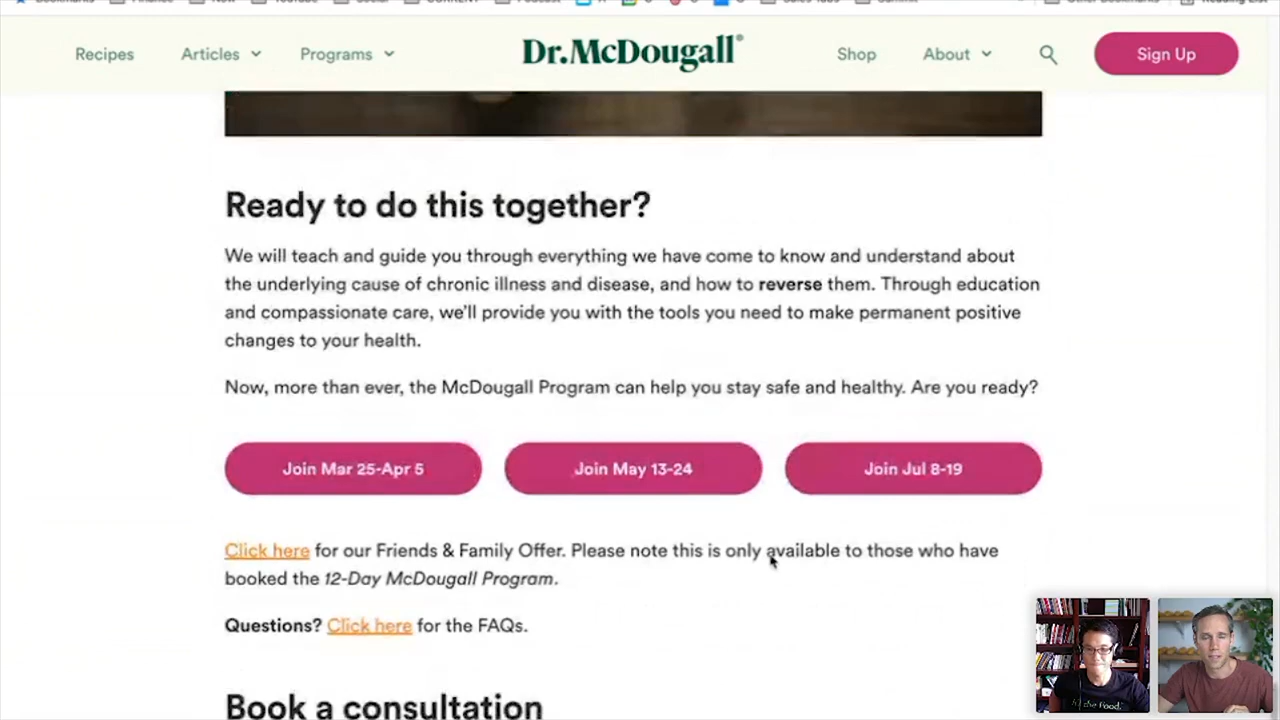 Recipes Articles Programs Dr.McDougall® Shop About Sign Up
Ready to do this together?
We will teach and guide you through everything we have come to know and understand about
the underlying cause of chronic illness and disease, and how to reverse them. Through education
and compassionate care, we'll provide you with the tools you need to make permanent positive
changes to your health.
Now, more than ever, the McDougall Program can help you stay safe and healthy. Are you ready?
Join Mar 25-Apr 5 Join May 13-24 Join Jul 8-19
Click here for our Friends & Family Offer. Please note this is only available to those who have
booked the 12-Day McDougall Program.
Questions? Click here for the FAQs.
Book a consultation